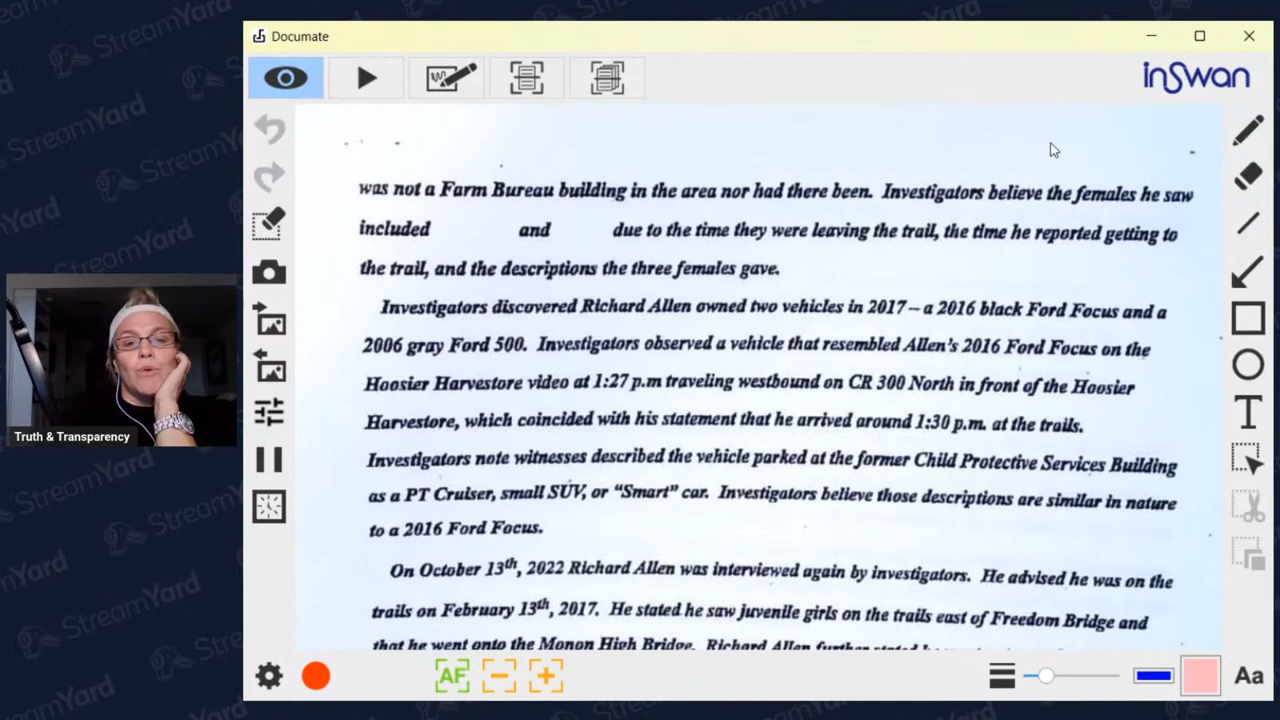 StreamYard
Documate
inSwan
was not a Farm Bureau building in the area nor had there been. Investigators believe the females he saw
included and due to the time they were leaving the trail, the time he reported getting to
the trail, and the descriptions the three females gave.
Investigators discovered Richard Allen owned two vehicles in 2017 – a 2016 black Ford Focus and a
2006 gray Ford 500. Investigators observed a vehicle that resembled Allen's 2016 Ford Focus on the
Hoosier Harvestore video at 1:27 p.m traveling westbound on CR 300 North in front of the Hoosier
Harvestore, which coincided with his statement that he arrived around 1:30 p.m. at the trails.
Investigators note witnesses described the vehicle parked at the former Child Protective Services Building
as a PT Cruiser, small SUV, or "Smart" car. Investigators believe those descriptions are similar in nature
to a 2016 Ford Focus.
On October 13th, 2022 Richard Allen was interviewed again by investigators. He advised he was on the
trails on February 13th, 2017. He stated he saw juvenile girls on the trails east of Freedom Bridge and
that he went onto the Monon High Bridge. Richard Allen further stated
Truth & Transparency
T
AF
Aa